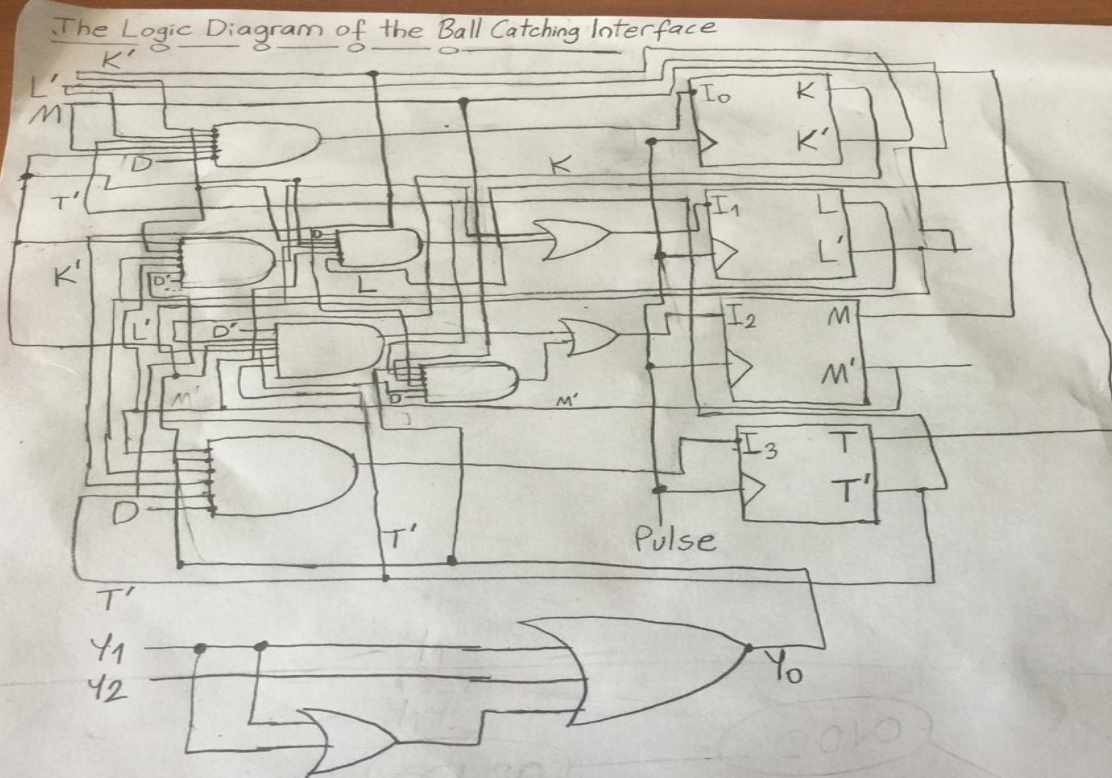 The Logic Diagram of the Ball Catching Interface
K'
L'
M
D
T'
K'
I0 K
K'
K
I1 L
L'
D
L
D'
L'
D'
I2 M
M'
M
D
M'
I3 T
T'
D
T'
Pulse
T'
Y1
Y2
Y0